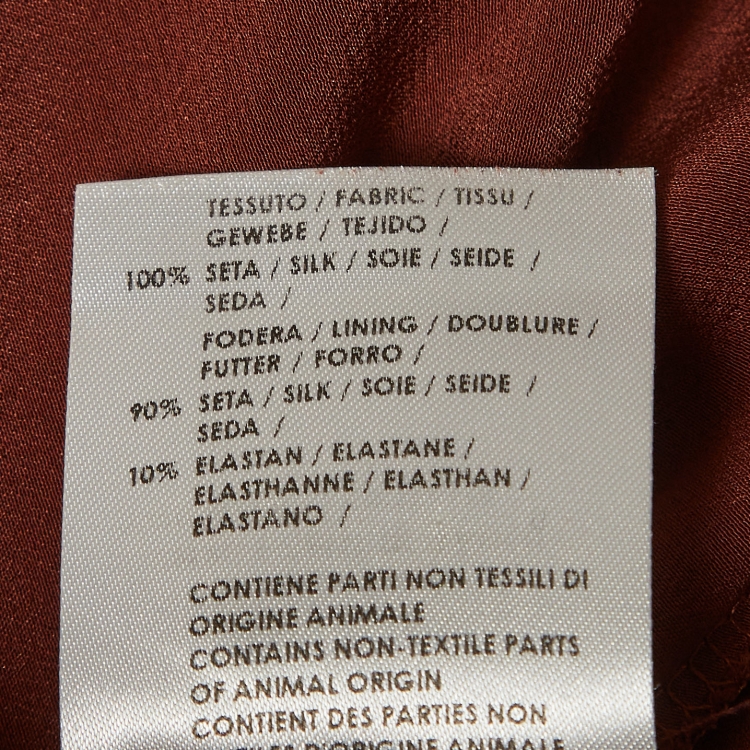 TESSUTO / FABRIC / TISSU /
GEWEBE / TEJIDO /
100% SETA / SILK / SOIE / SEIDE /
SEDA /
FODERA / LINING / DOUBLURE /
FUTTER / FORRO /
90% SETA / SILK / SOIE / SEIDE /
SEDA /
10% ELASTAN / ELASTANE /
ELASTHANNE / ELASTHAN /
ELASTANO /
CONTIENE PARTI NON TESSILI DI
ORIGINE ANIMALE
CONTAINS NON-TEXTILE PARTS
OF ANIMAL ORIGIN
CONTIENT DES PARTIES NON
D'ORIGINE ANIMALE